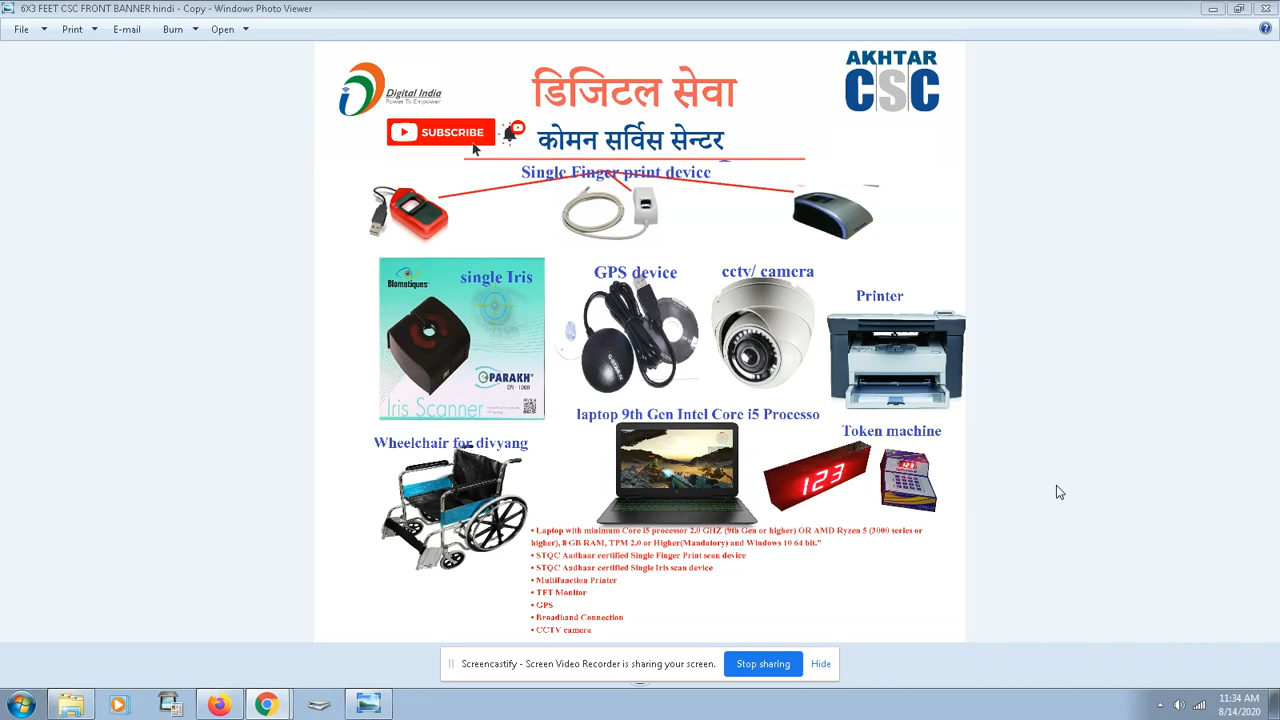 6X3 FEET CSC FRONT BANNER hindi - Copy - Windows Photo Viewer
File Print E-mail Burn Open
AKHTAR
CSC
Digital India
Power To Empower
डिजिटल सेवा
SUBSCRIBE
कोमन सर्विस सेन्टर
Single Finger print device
Biomatiques
single Iris
GPS device
cctv/ camera
Printer
PARAKH
Iris Scanner
laptop 9th Gen Intel Core i5 Processo
Wheelchair for divyang
Token machine
123
• Laptop with minimum Core i5 processor 2.0 GHZ (9th Gen or higher) OR AMD Ryzen 5 (3000 series or
higher), 8 GB RAM, TPM 2.0 or Higher(Mandatory) and Windows 10 64 bit."
• STQC Aadhaar certified Single Finger Print scan device
• STQC Aadhaar certified Single Iris scan device
• Multifunction Printer
• TFT Monitor
• GPS
• Broadband Connection
• CCTV camera
Screencastify - Screen Video Recorder is sharing your screen. Stop sharing Hide
11:34 AM
8/14/2020